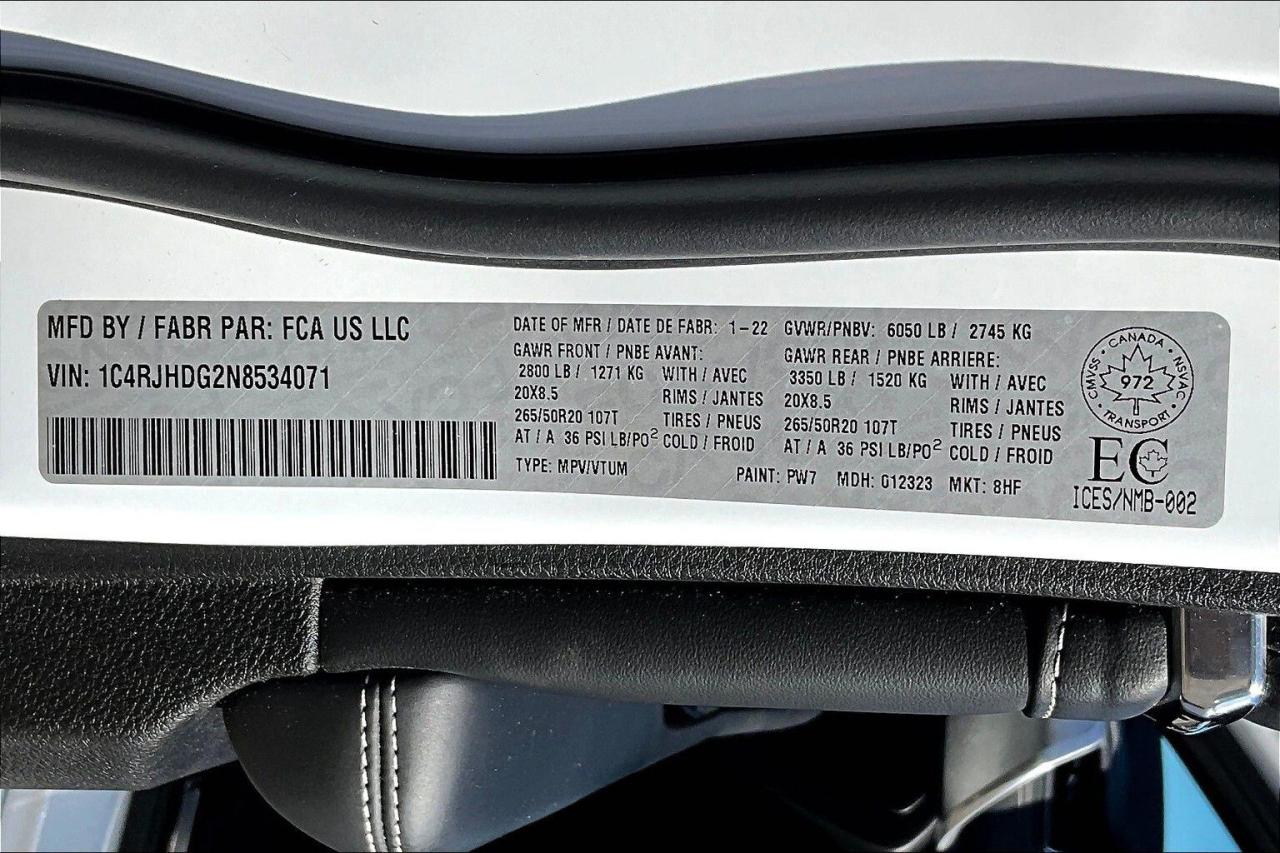 MFD BY / FABR PAR: FCA US LLC
VIN: 1C4RJHDG2N8534071
DATE OF MFR / DATE DE FABR: 1-22
GAWR FRONT / PNBE AVANT:
2800 LB / 1271 KG WITH / AVEC
20X8.5 RIMS / JANTES
265/50R20 107T TIRES / PNEUS
AT / A 36 PSI LB/PO² COLD / FROID
TYPE: MPV/VTUM
GVWR/PNBV: 6050 LB / 2745 KG
GAWR REAR / PNBE ARRIERE:
3350 LB / 1520 KG WITH / AVEC
20X8.5 RIMS / JANTES
265/50R20 107T TIRES / PNEUS
AT / A 36 PSI LB/PO² COLD / FROID
PAINT: PW7 MDH: 012323 MKT: 8HF
CANADA
CMVSS 972 NSVAC
TRANSPORT
EC
ICES/NMB-002